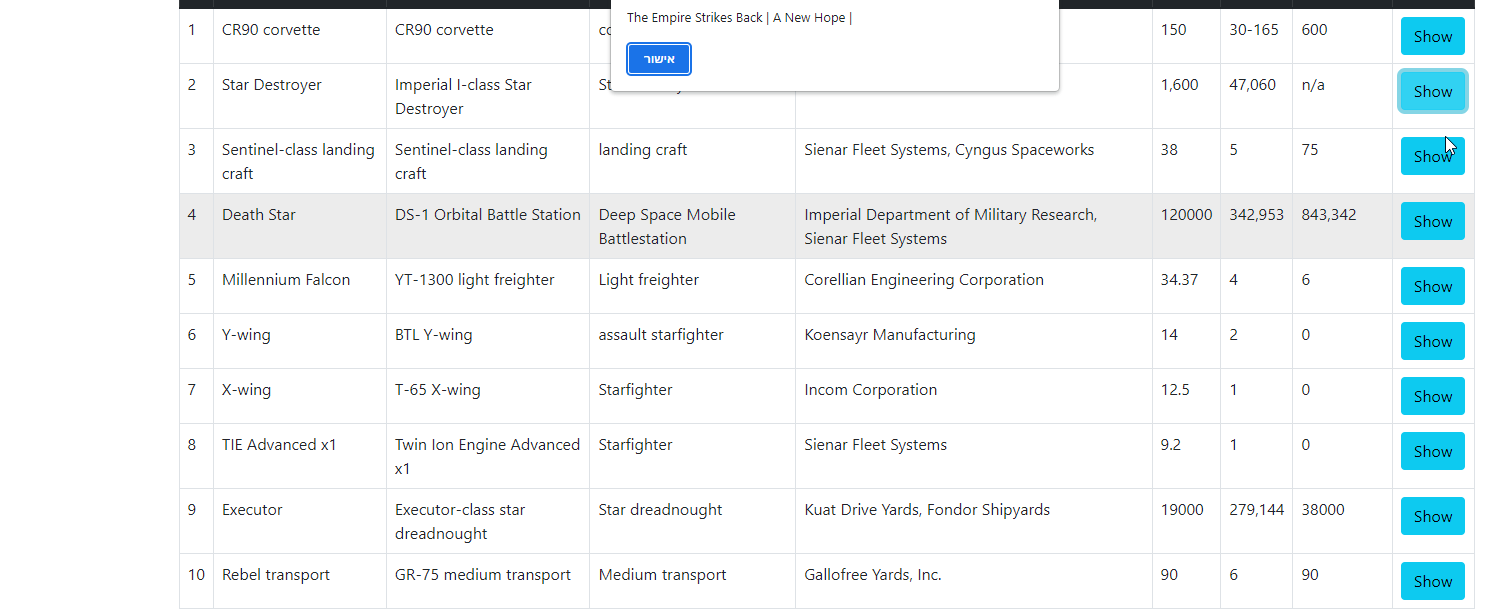 The Empire Strikes Back | A New Hope |
אישור
1 CR90 corvette CR90 corvette 150 30-165 600 Show
2 Star Destroyer Imperial I-class Star 1,600 47,060 n/a Show
Destroyer
3 Sentinel-class landing Sentinel-class landing landing craft Sienar Fleet Systems, Cyngus Spaceworks 38 5 75 Show
craft craft
4 Death Star DS-1 Orbital Battle Station Deep Space Mobile Imperial Department of Military Research, 120000 342,953 843,342 Show
Battlestation Sienar Fleet Systems
5 Millennium Falcon YT-1300 light freighter Light freighter Corellian Engineering Corporation 34.37 4 6 Show
6 Y-wing BTL Y-wing assault starfighter Koensayr Manufacturing 14 2 0 Show
7 X-wing T-65 X-wing Starfighter Incom Corporation 12.5 1 0 Show
8 TIE Advanced x1 Twin Ion Engine Advanced Starfighter Sienar Fleet Systems 9.2 1 0 Show
x1
9 Executor Executor-class star Star dreadnought Kuat Drive Yards, Fondor Shipyards 19000 279,144 38000 Show
dreadnought
10 Rebel transport GR-75 medium transport Medium transport Gallofree Yards, Inc. 90 6 90 Show